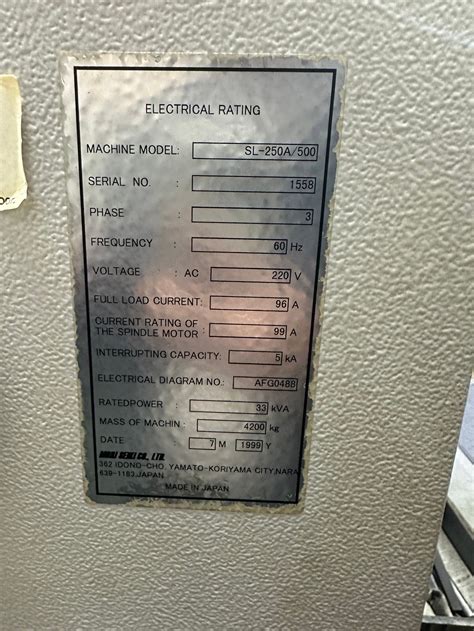 ELECTRICAL RATING
MACHINE MODEL: SL-250A/500
SERIAL NO. : 1558
PHASE : 3
FREQUENCY : 60 Hz
VOLTAGE : AC 220 V
FULL LOAD CURRENT: 96 A
CURRENT RATING OF
THE SPINDLE MOTOR: 99 A
INTERRUPTING CAPACITY: 5 kA
ELECTRICAL DIAGRAM NO.: AFG0488
RATEDPOWER : 33 kVA
MASS OF MACHIN : 4200 kg
DATE : 7 M 1999 Y
MORI SEIKI CO., LTD.
362 IDONO-CHO, YAMATO-KORIYAMA CITY, NARA
639-1183, JAPAN
MADE IN JAPAN